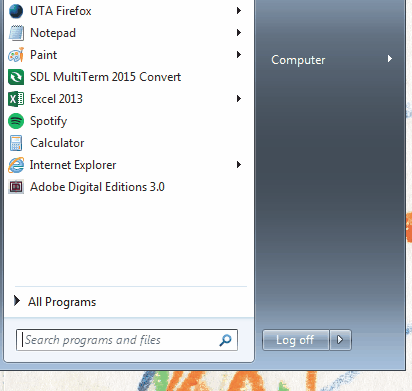 UTA Firefox
Notepad
Paint
SDL MultiTerm 2015 Convert
Excel 2013
Spotify
Calculator
Internet Explorer
Adobe Digital Editions 3.0
All Programs
Search programs and files
Computer
Log off